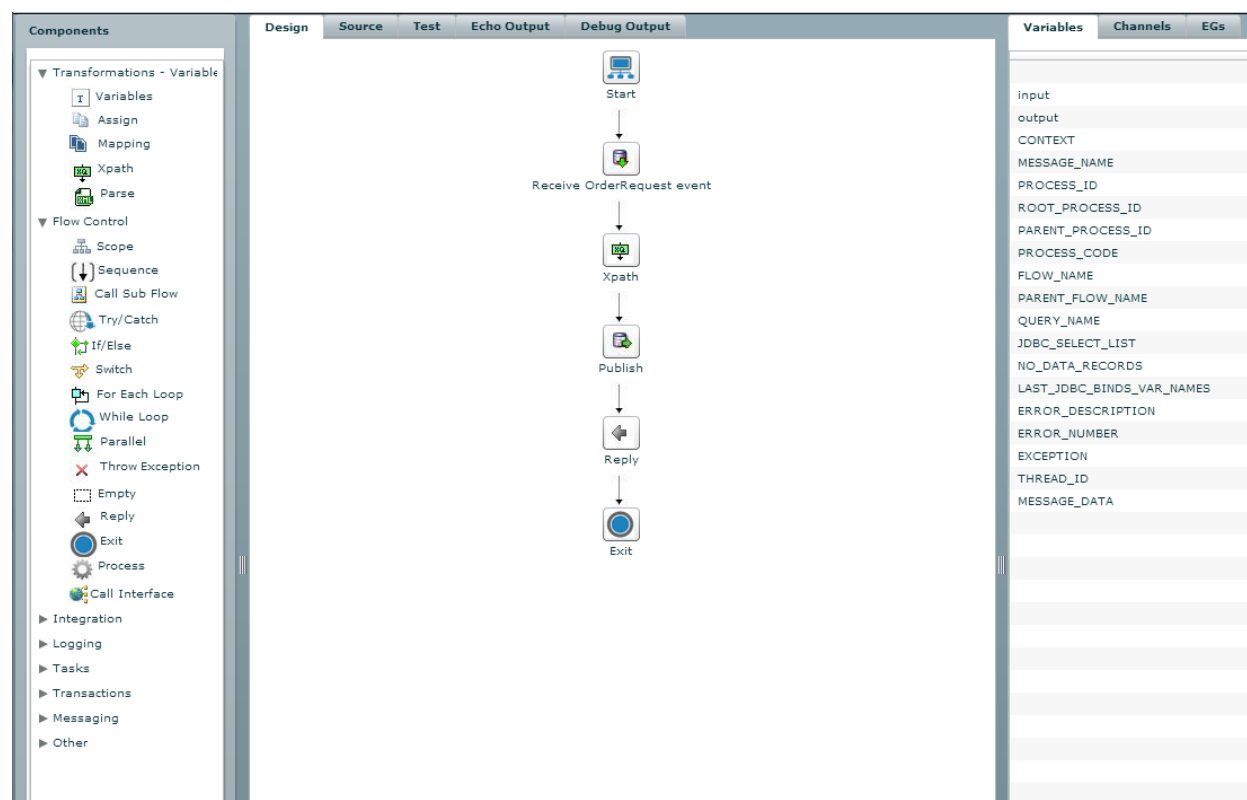 Components
Transformations - Variable
Variables
Assign
Mapping
Xpath
Parse
Flow Control
Scope
Sequence
Call Sub Flow
Try/Catch
If/Else
Switch
For Each Loop
While Loop
Parallel
Throw Exception
Empty
Reply
Exit
Process
Call Interface
Integration
Logging
Tasks
Transactions
Messaging
Other
Design Source Test Echo Output Debug Output
Start
Receive OrderRequest event
Xpath
Publish
Reply
Exit
Variables Channels EGs
input
output
CONTEXT
MESSAGE_NAME
PROCESS_ID
ROOT_PROCESS_ID
PARENT_PROCESS_ID
PROCESS_CODE
FLOW_NAME
PARENT_FLOW_NAME
QUERY_NAME
JDBC_SELECT_LIST
NO_DATA_RECORDS
LAST_JDBC_BINDS_VAR_NAMES
ERROR_DESCRIPTION
ERROR_NUMBER
EXCEPTION
THREAD_ID
MESSAGE_DATA